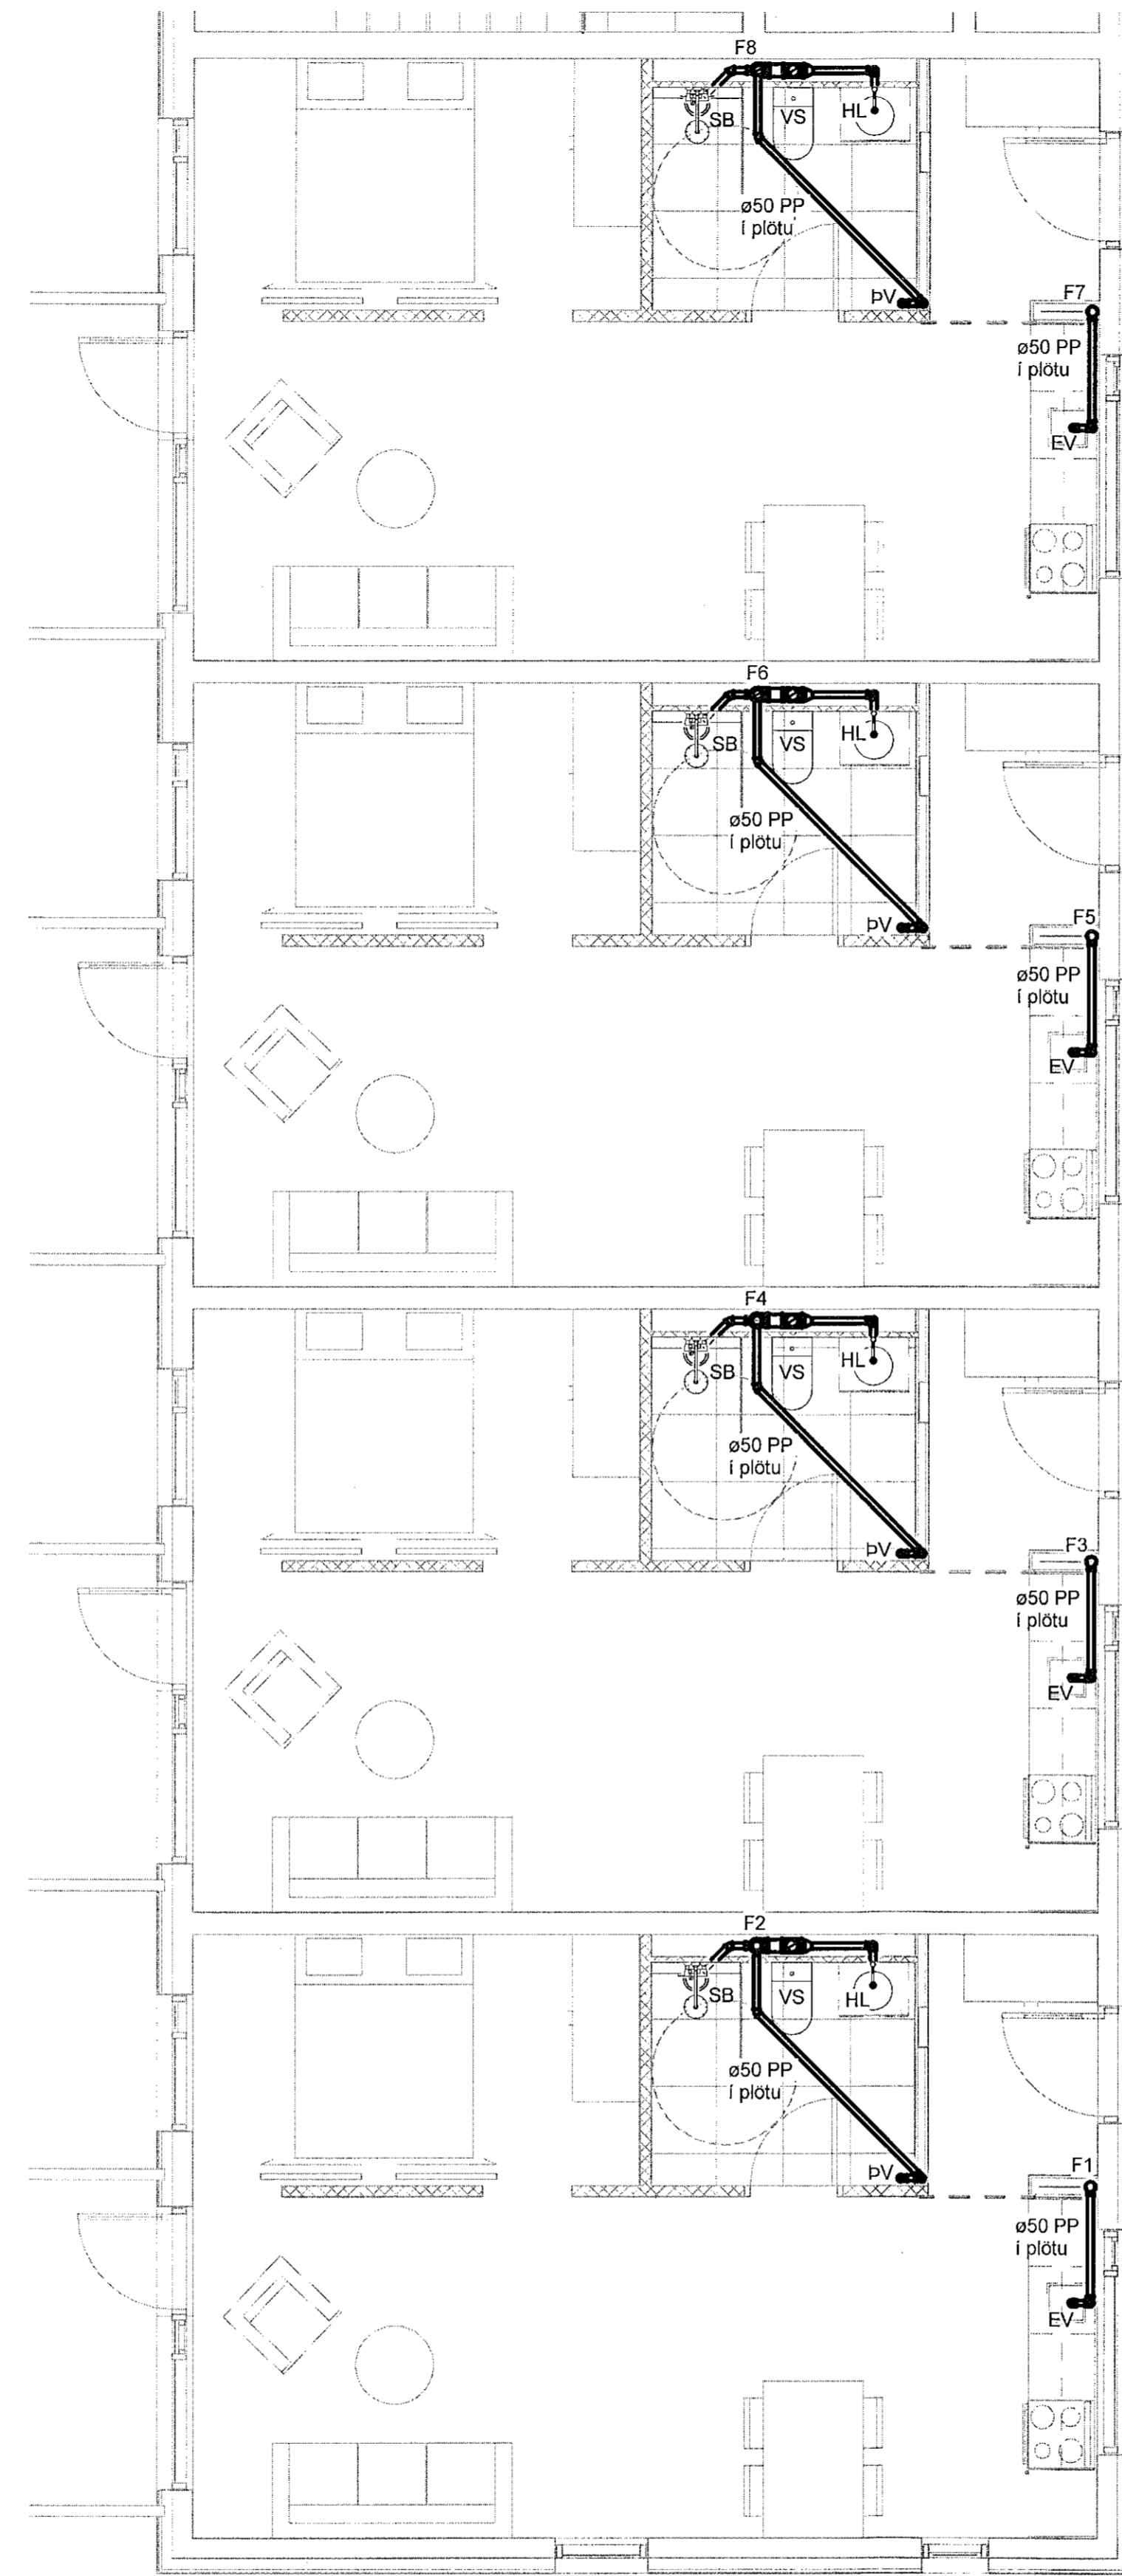 F8
SB
VS
HL
ø50 PP
í plötu
ÞV
F7
ø50 PP
í plötu
EV
F6
SB
VS
HL
ø50 PP
í plötu
ÞV
F5
ø50 PP
í plötu
EV
F4
SB
VS
HL
ø50 PP
í plötu
ÞV
F3
ø50 PP
í plötu
EV
F2
SB
VS
HL
ø50 PP
í plötu
ÞV
F1
ø50 PP
í plötu
EV